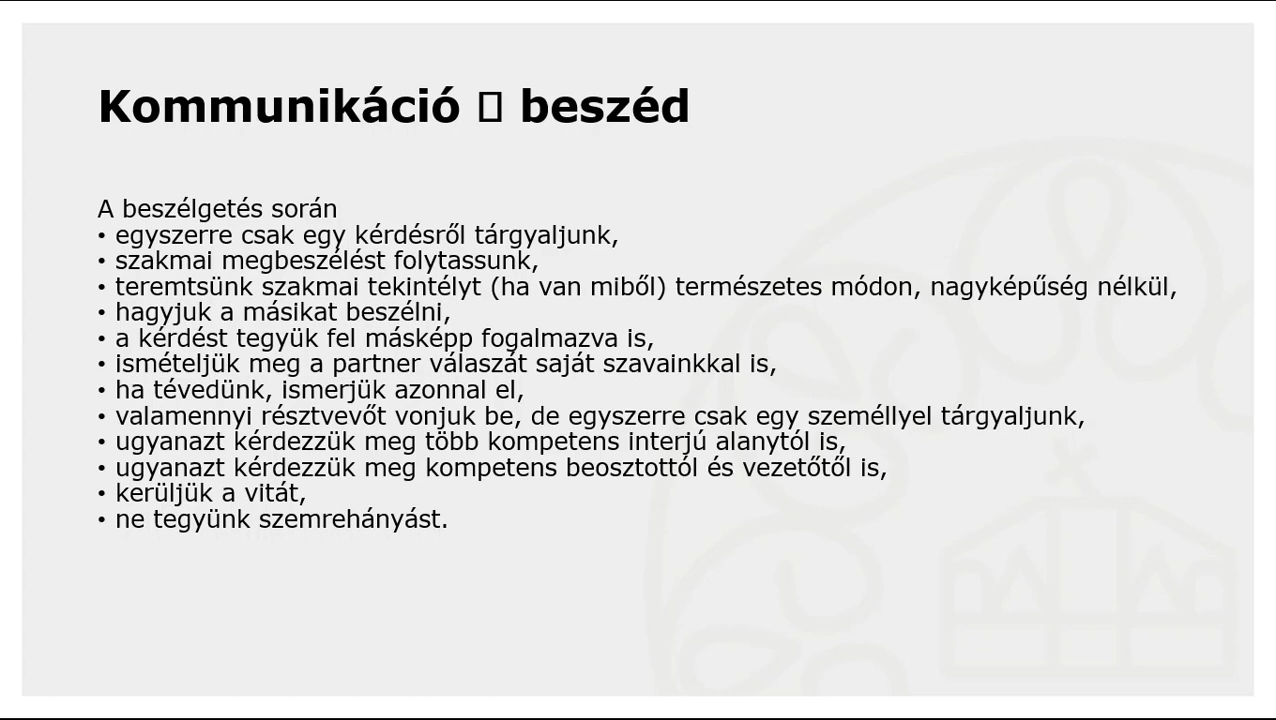 Kommunikáció  beszéd
A beszélgetés során
• egyszerre csak egy kérdésről tárgyaljunk,
• szakmai megbeszélést folytassunk,
• teremtsünk szakmai tekintélyt (ha van miből) természetes módon, nagyképűség nélkül,
• hagyjuk a másikat beszélni,
• a kérdést tegyük fel másképp fogalmazva is,
• ismételjük meg a partner válaszát saját szavainkkal is,
• ha tévedünk, ismerjük azonnal el,
• valamennyi résztvevőt vonjuk be, de egyszerre csak egy személlyel tárgyaljunk,
• ugyanazt kérdezzük meg több kompetens interjú alanytól is,
• ugyanazt kérdezzük meg kompetens beosztottól és vezetőtől is,
• kerüljük a vitát,
• ne tegyünk szemrehányást.